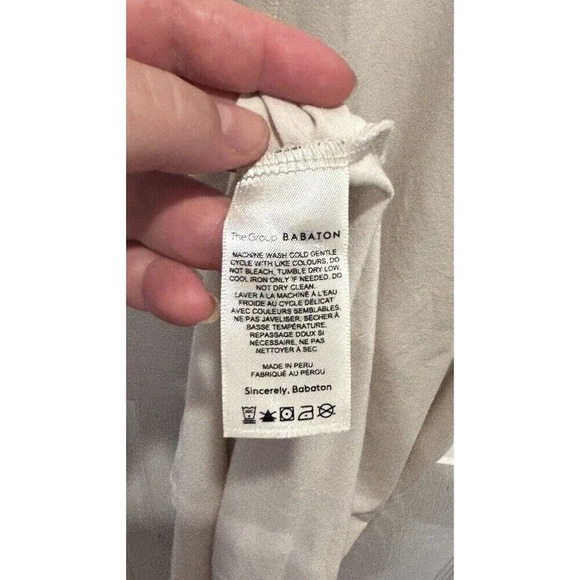 The Group BABATON
MACHINE WASH COLD GENTLE
CYCLE WITH LIKE COLOURS, DO
NOT BLEACH, TUMBLE DRY LOW,
COOL IRON ONLY IF NEEDED, DO
NOT DRY CLEAN.
LAVER À LA MACHINE À L'EAU
FROIDE AU CYCLE DÉLICAT
AVEC COULEURS SEMBLABLES,
NE PAS JAVELISER, SÉCHER À
BASSE TEMPÉRATURE,
REPASSAGE DOUX SI
NÉCESSAIRE, NE PAS
NETTOYER À SEC.
MADE IN PERU
FABRIQUÉ AU PÉROU
Sincerely, Babaton